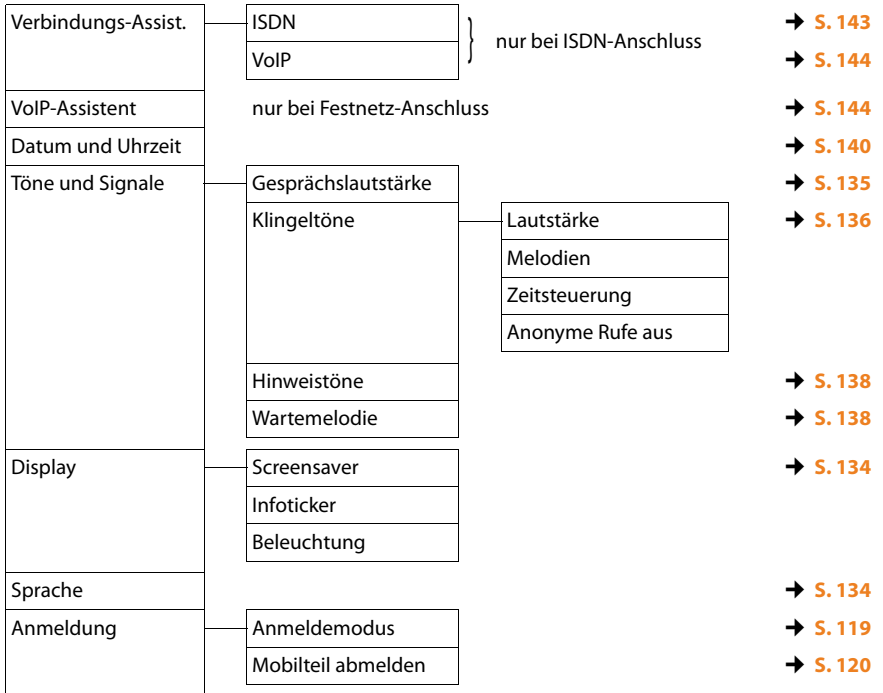 Verbindungs-Assist. ISDN nur bei ISDN-Anschluss ➔ S. 143
VoIP ➔ S. 144
VoIP-Assistent nur bei Festnetz-Anschluss ➔ S. 144
Datum und Uhrzeit ➔ S. 140
Töne und Signale Gesprächslautstärke ➔ S. 135
Klingeltöne Lautstärke ➔ S. 136
Melodien
Zeitsteuerung
Anonyme Rufe aus
Hinweistöne ➔ S. 138
Wartemelodie ➔ S. 138
Display Screensaver ➔ S. 134
Infoticker
Beleuchtung
Sprache ➔ S. 134
Anmeldung Anmeldemodus ➔ S. 119
Mobilteil abmelden ➔ S. 120